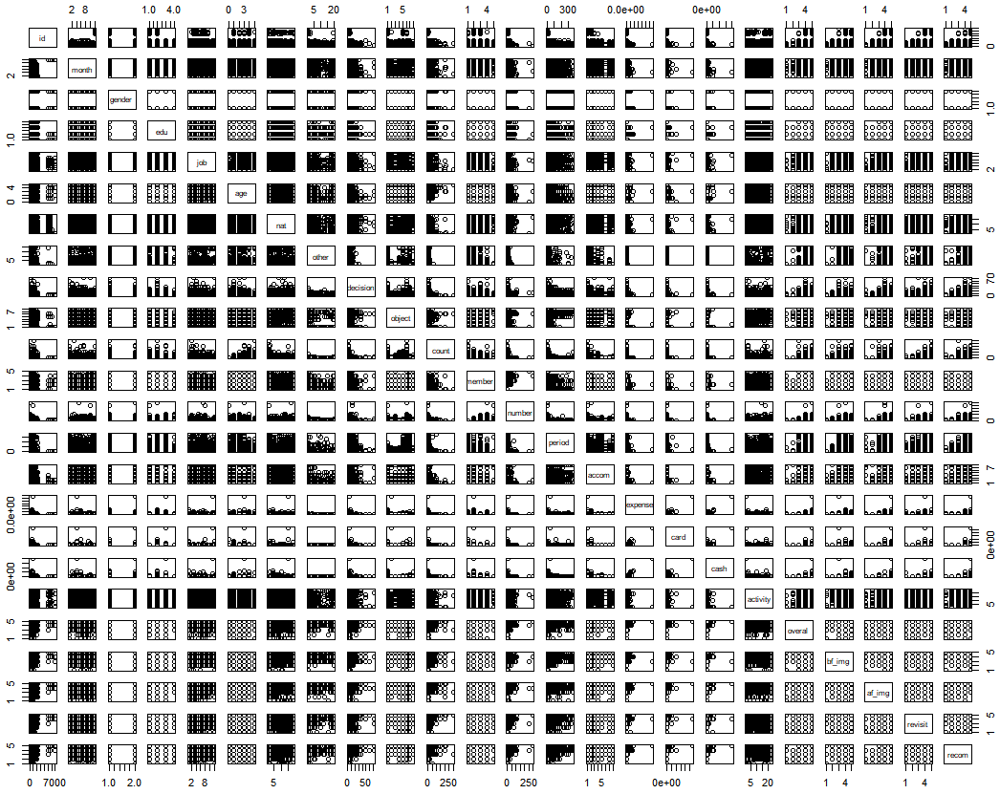 2 8 1.0 4.0 0 3 5 20 1 5 1 4 0 300 0.0e+00 0e+00 1 4 1 4 1 4
id 0
2 month
gender 1.0
1.0 edu
job 2
0 4 age
nat 5
5 other
decision 0 70
1 7 object
count 0
1 5 member
number 0
0 period
accom 1 7
0.0e+00 expense
card 0e+00
0e+00 cash
activity 5
1 5 overal
bf_img 1 5
1 5 af_img
revisit 1 5
1 5 recom
0 7000 1.0 2.0 2 8 5 0 50 1 5 0 250 1 5 0e+00 5 20 1 4 1 4